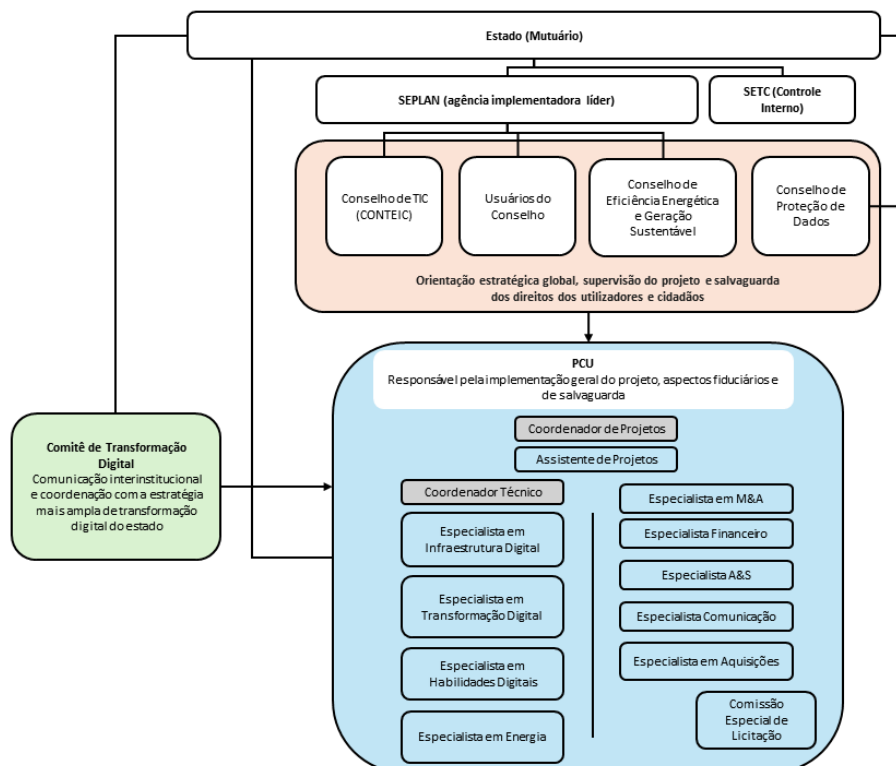 Estado (Mutuário)
SEPLAN (agência implementadora líder)
SETC (Controle
Interno)
Conselho de TIC
(CONTEIC)
Usuários do
Conselho
Conselho de
Eficiência Energética
e Geração
Sustentável
Conselho de
Proteção de
Dados
Orientação estratégica global, supervisão do projeto e salvaguarda
dos direitos dos utilizadores e cidadãos
PCU
Responsável pela implementação geral do projeto, aspectos fiduciários e
de salvaguarda
Coordenador de Projetos
Assistente de Projetos
Comitê de Transformação
Digital
Comunicação interinstitucional
e coordenação com a estratégia
mais ampla de transformação
digital do estado
Coordenador Técnico
Especialista em
Infraestrutura Digital
Especialista em
Transformação Digital
Especialista em
Habilidades Digitais
Especialista em Energia
Especialista em M&A
Especialista Financeiro
Especialista A&S
Especialista Comunicação
Especialista em Aquisições
Comissão
Especial de
Licitação